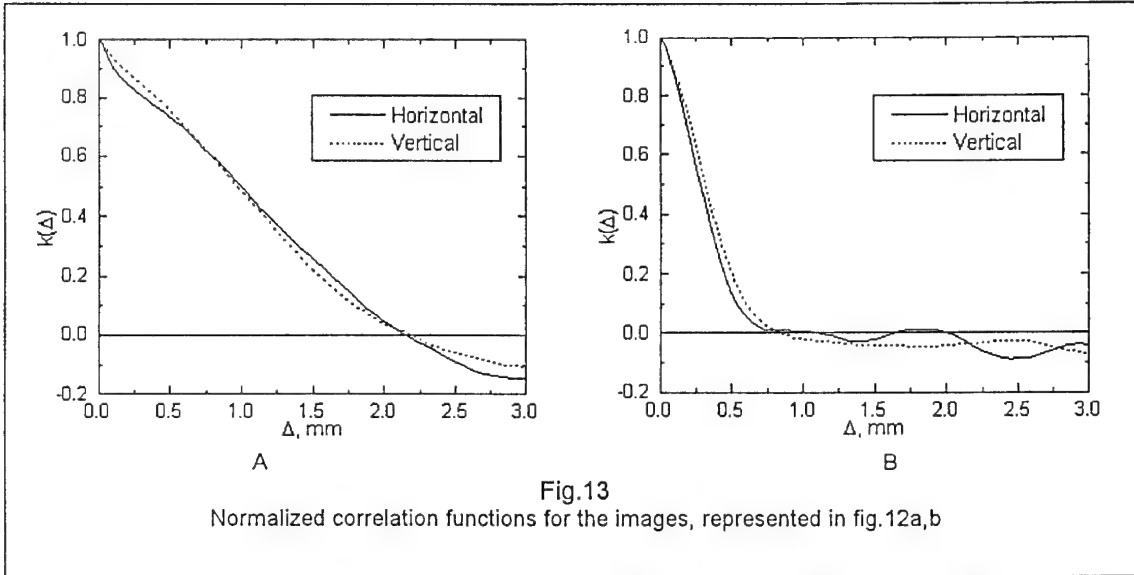 1.0
0.8
0.6
0.4
0.2
0.0
-0.2
k(Δ)
Horizontal
Vertical
0.0 0.5 1.0 1.5 2.0 2.5 3.0
Δ, mm
A
1.0
0.8
0.6
0.4
0.2
0.0
-0.2
k(Δ)
Horizontal
Vertical
0.0 0.5 1.0 1.5 2.0 2.5 3.0
Δ, mm
B
Fig.13
Normalized correlation functions for the images, represented in fig.12a,b